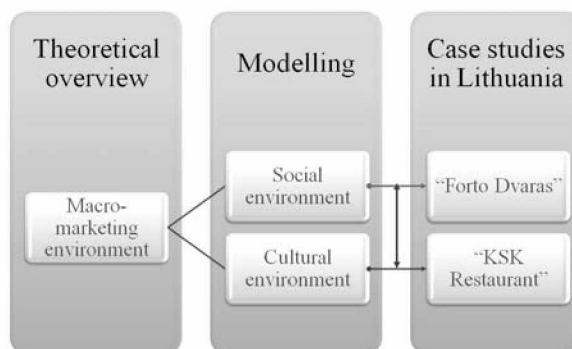 Theoretical
overview
Macro-
marketing
environment
Modelling
Social
environment
Cultural
environment
Case studies
in Lithuania
“Forto Dvaras”
“KSK
Restaurant”